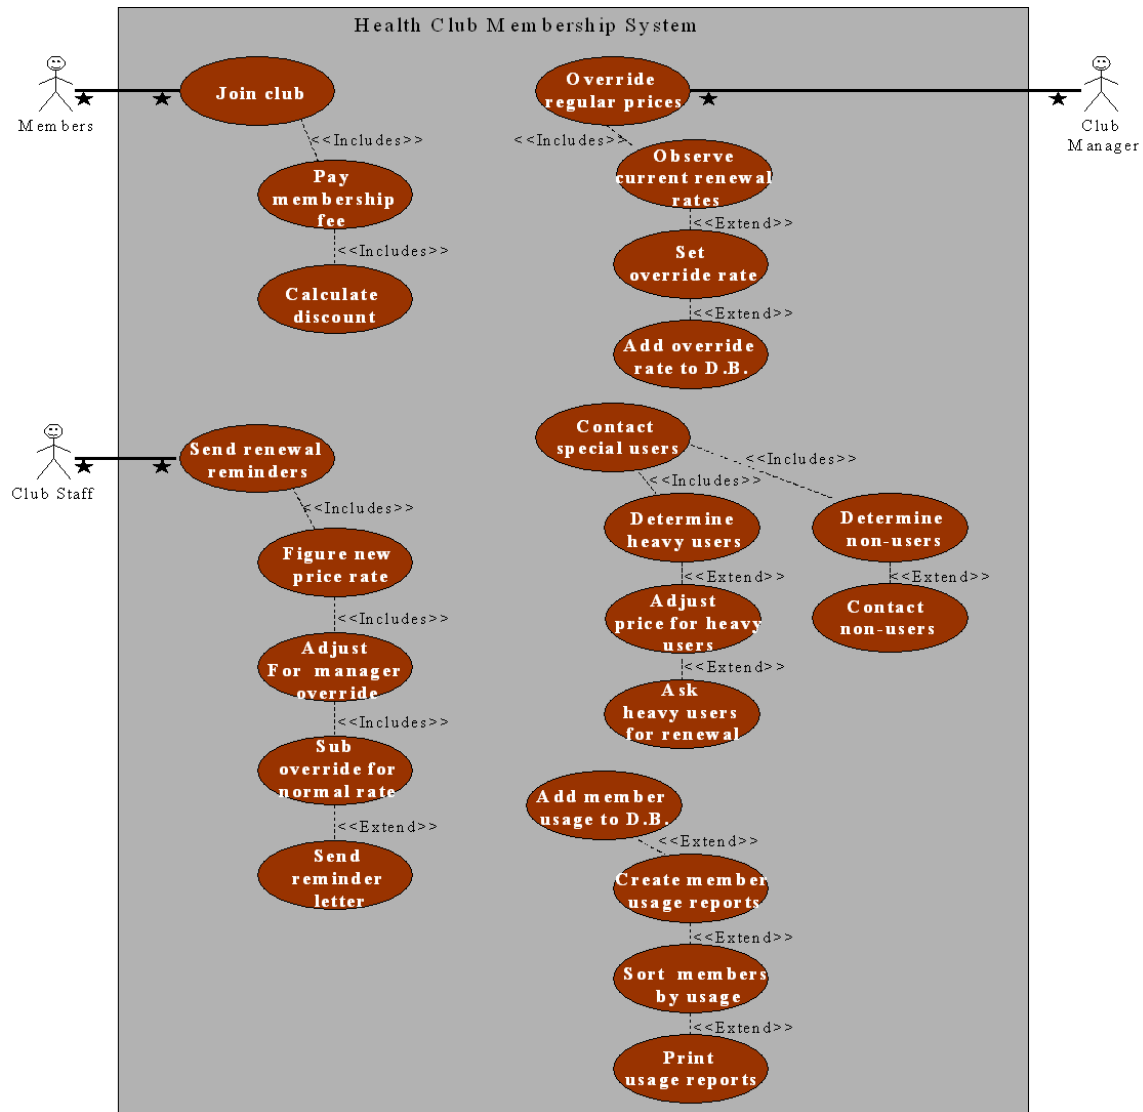 Health Club Membership System
Members
Join club
<<Includes>>
Pay
membership
fee
<<Includes>>
Calculate
discount
Override
regular prices
<<Includes>>
Observe
current renewal
rates
<<Extend>>
Set
override rate
<<Extend>>
Add override
rate to D.B.
Club
Manager
Club Staff
Send renewal
reminders
<<Includes>>
Figure new
price rate
<<Includes>>
Adjust
For manager
override
<<Includes>>
Sub
override for
normal rate
<<Extend>>
Send
reminder
letter
Contact
special users
<<Includes>>
<<Includes>>
Determine
heavy users
<<Extend>>
Adjust
price for heavy
users
<<Extend>>
Ask
heavy users
for renewal
Determine
non-users
<<Extend>>
Contact
non-users
Add member
usage to D.B.
<<Extend>>
Create member
usage reports
<<Extend>>
Sort members
by usage
<<Extend>>
Print
usage reports